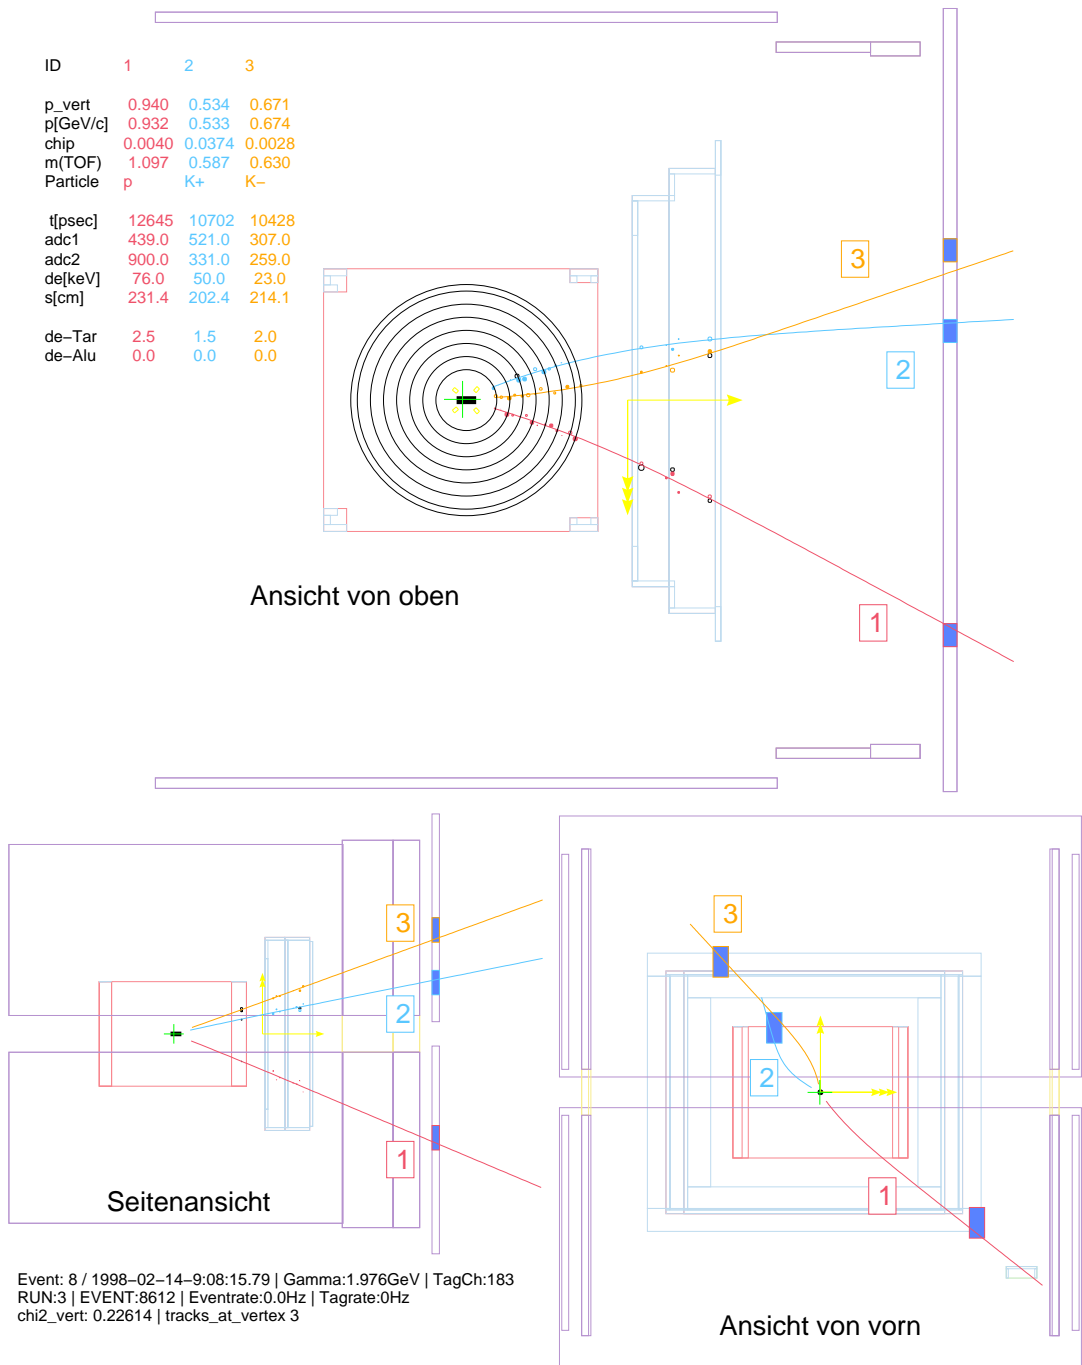 ID 1 2 3
p_vert 0.940 0.534 0.671
p[GeV/c] 0.932 0.533 0.674
chip 0.0040 0.0374 0.0028
m(TOF) 1.097 0.587 0.630
Particle p K+ K−
t[psec] 12645 10702 10428
adc1 439.0 521.0 307.0
adc2 900.0 331.0 259.0
de[keV] 76.0 50.0 23.0
s[cm] 231.4 202.4 214.1
de−Tar 2.5 1.5 2.0
de−Alu 0.0 0.0 0.0
3
2
1
Ansicht von oben
3
2
1
Seitenansicht
3
2
1
Ansicht von vorn
Event: 8 / 1998−02−14−9:08:15.79 | Gamma:1.976GeV | TagCh:183
RUN:3 | EVENT:8612 | Eventrate:0.0Hz | Tagrate:0Hz
chi2_vert: 0.22614 | tracks_at_vertex 3